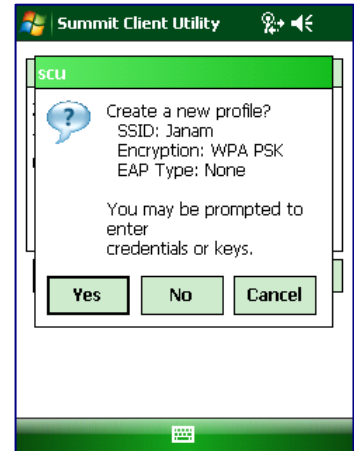 Summit Client Utility
scu
Create a new profile?
SSID: Janam
Encryption: WPA PSK
EAP Type: None
You may be prompted to
enter
credentials or keys.
Yes No Cancel